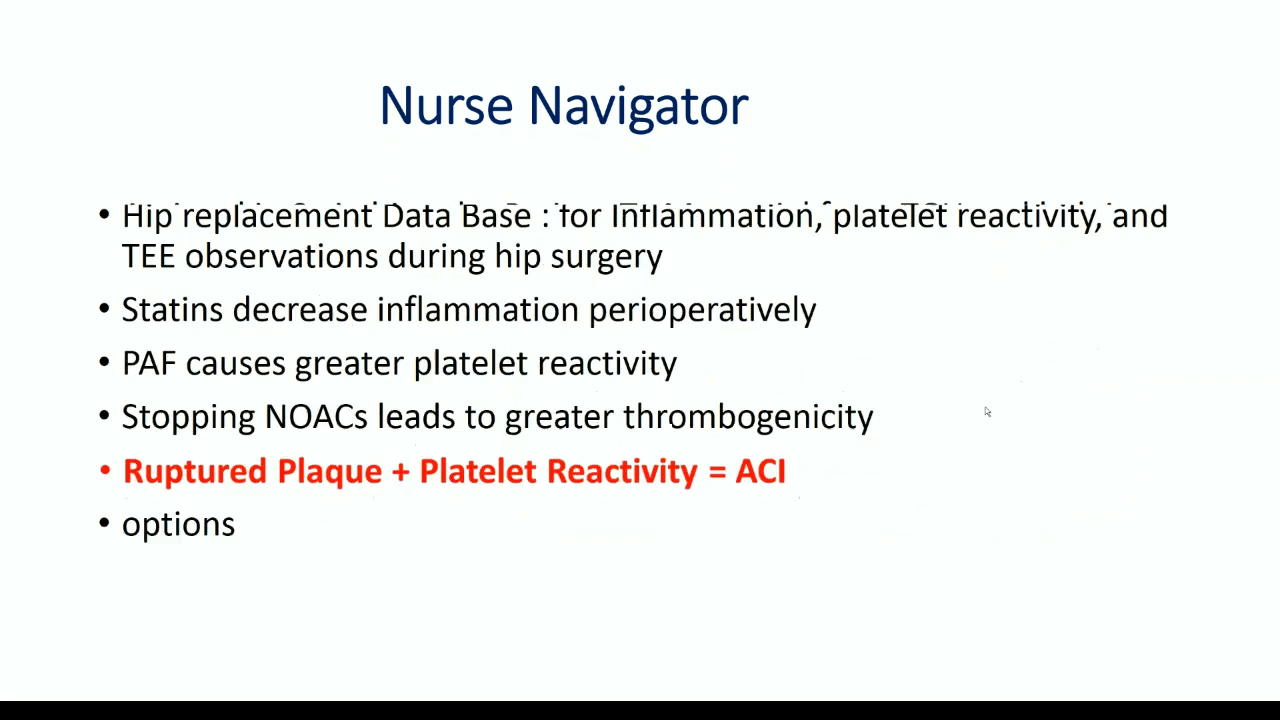 Nurse Navigator
• Hip replacement Data Base : for Inflammation, platelet reactivity, and
TEE observations during hip surgery
• Statins decrease inflammation perioperatively
• PAF causes greater platelet reactivity
• Stopping NOACs leads to greater thrombogenicity
• Ruptured Plaque + Platelet Reactivity = ACI
• options